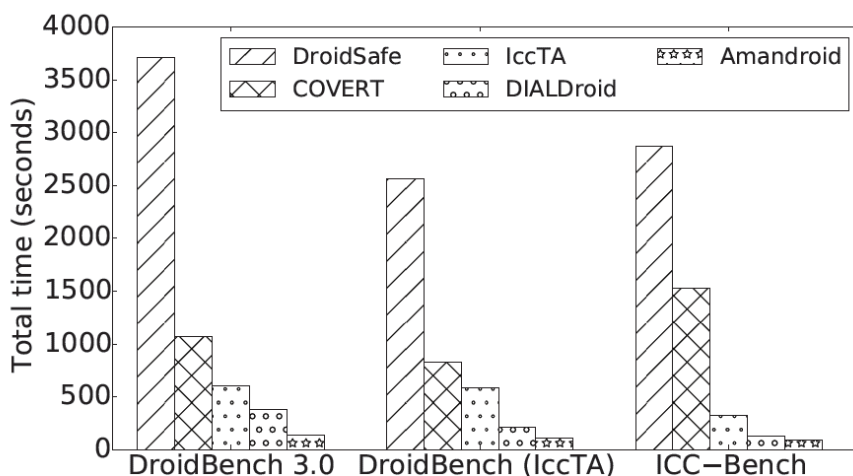 4000
3500
3000
2500
2000
1500
1000
500
0
Total time (seconds)
DroidSafe
COVERT
IccTA
DIALDroid
Amandroid
DroidBench 3.0
DroidBench (IccTA)
ICC−Bench